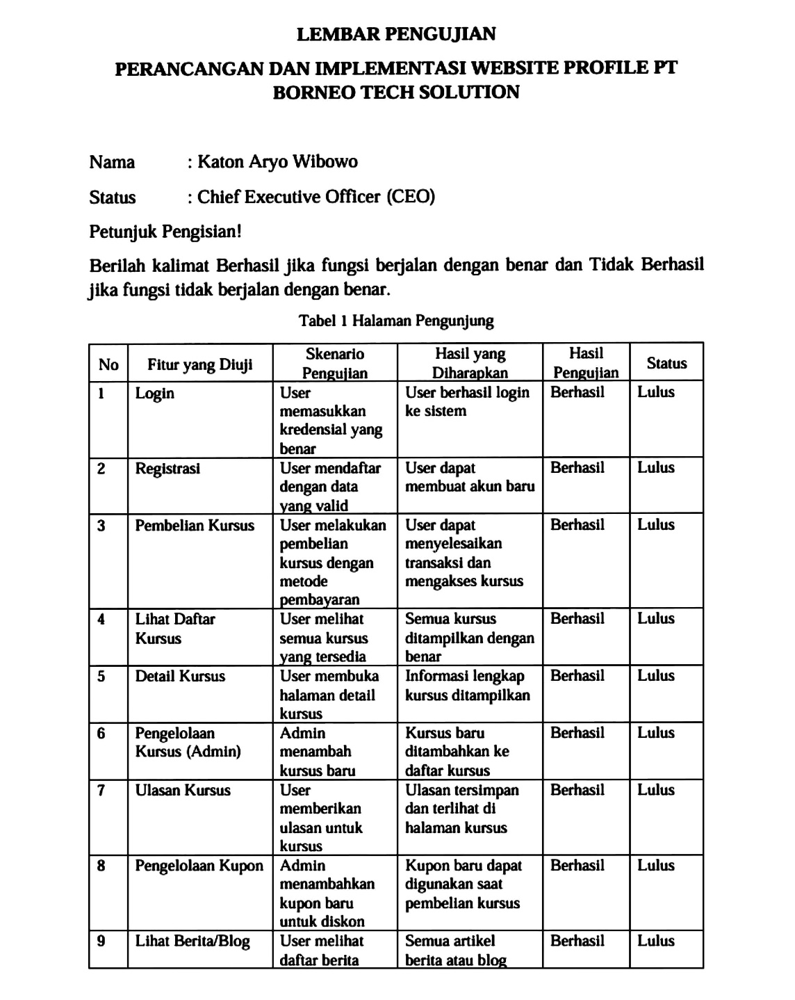 LEMBAR PENGUJIAN
PERANCANGAN DAN IMPLEMENTASI WEBSITE PROFILE PT
BORNEO TECH SOLUTION
Nama : Katon Aryo Wibowo
Status : Chief Executive Officer (CEO)
Petunjuk Pengisian!
Berilah kalimat Berhasil jika fungsi berjalan dengan benar dan Tidak Berhasil
jika fungsi tidak berjalan dengan benar.
Tabel 1 Halaman Pengunjung
No Fitur yang Diuji Skenario Hasil yang Hasil Status
Pengujian Diharapkan Pengujian
1 Login User User berhasil login Berhasil Lulus
memasukkan ke sistem
kredensial yang
benar
2 Registrasi User mendaftar User dapat Berhasil Lulus
dengan data membuat akun baru
yang valid
3 Pembelian Kursus User melakukan User dapat Berhasil Lulus
pembelian menyelesaikan
kursus dengan transaksi dan
metode mengakses kursus
pembayaran
4 Lihat Daftar User melihat Semua kursus Berhasil Lulus
Kursus semua kursus ditampilkan dengan
yang tersedia benar
5 Detail Kursus User membuka Informasi lengkap Berhasil Lulus
halaman detail kursus ditampilkan
kursus
6 Pengelolaan Admin Kursus baru Berhasil Lulus
Kursus (Admin) menambah ditambahkan ke
kursus baru daftar kursus
7 Ulasan Kursus User Ulasan tersimpan Berhasil Lulus
memberikan dan terlihat di
ulasan untuk halaman kursus
kursus
8 Pengelolaan Kupon Admin Kupon baru dapat Berhasil Lulus
menambahkan digunakan saat
kupon baru pembelian kursus
untuk diskon
9 Lihat Berita/Blog User melihat Semua artikel Berhasil Lulus
daftar berita berita atau blog